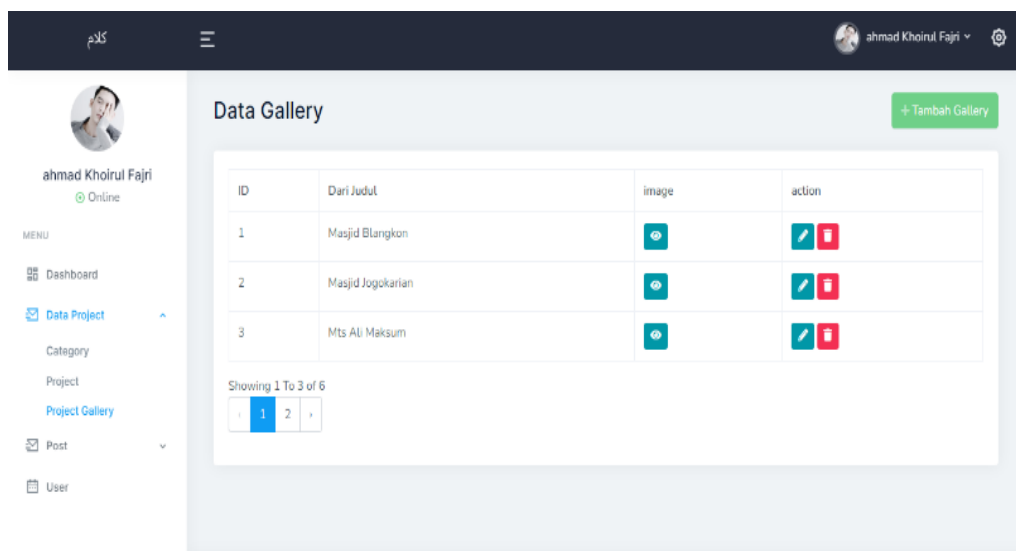 كلام
ahmad Khoirul Fajri
ahmad Khoirul Fajri
Online
MENU
Dashboard
Data Project
Category
Project
Project Gallery
Post
User
Data Gallery
+ Tambah Gallery
ID Dari Judul image action
1 Masjid Blangkon
2 Masjid Jogokarian
3 Mts Ali Maksum
Showing 1 To 3 of 6
‹ 1 2 ›